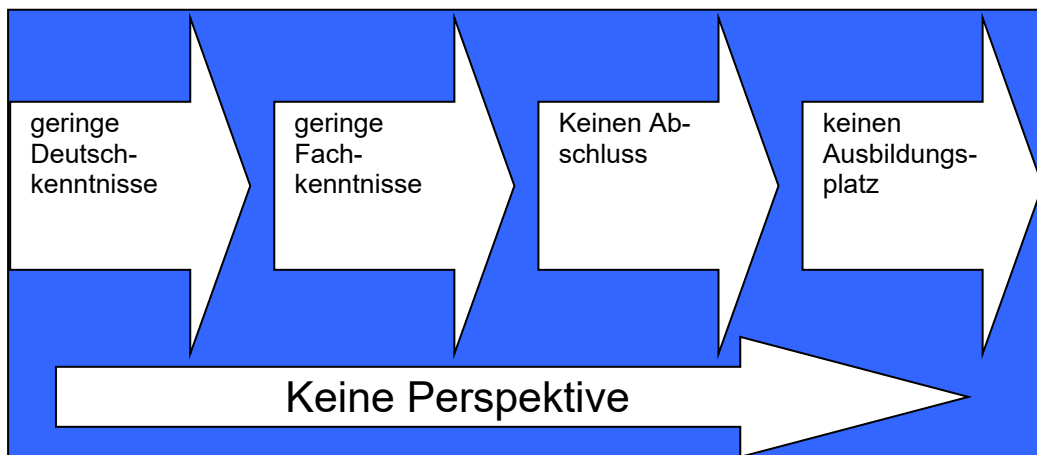 geringe
Deutsch-
kenntnisse
geringe
Fach-
kenntnisse
Keinen Ab-
schluss
keinen
Ausbildungs-
platz
Keine Perspektive